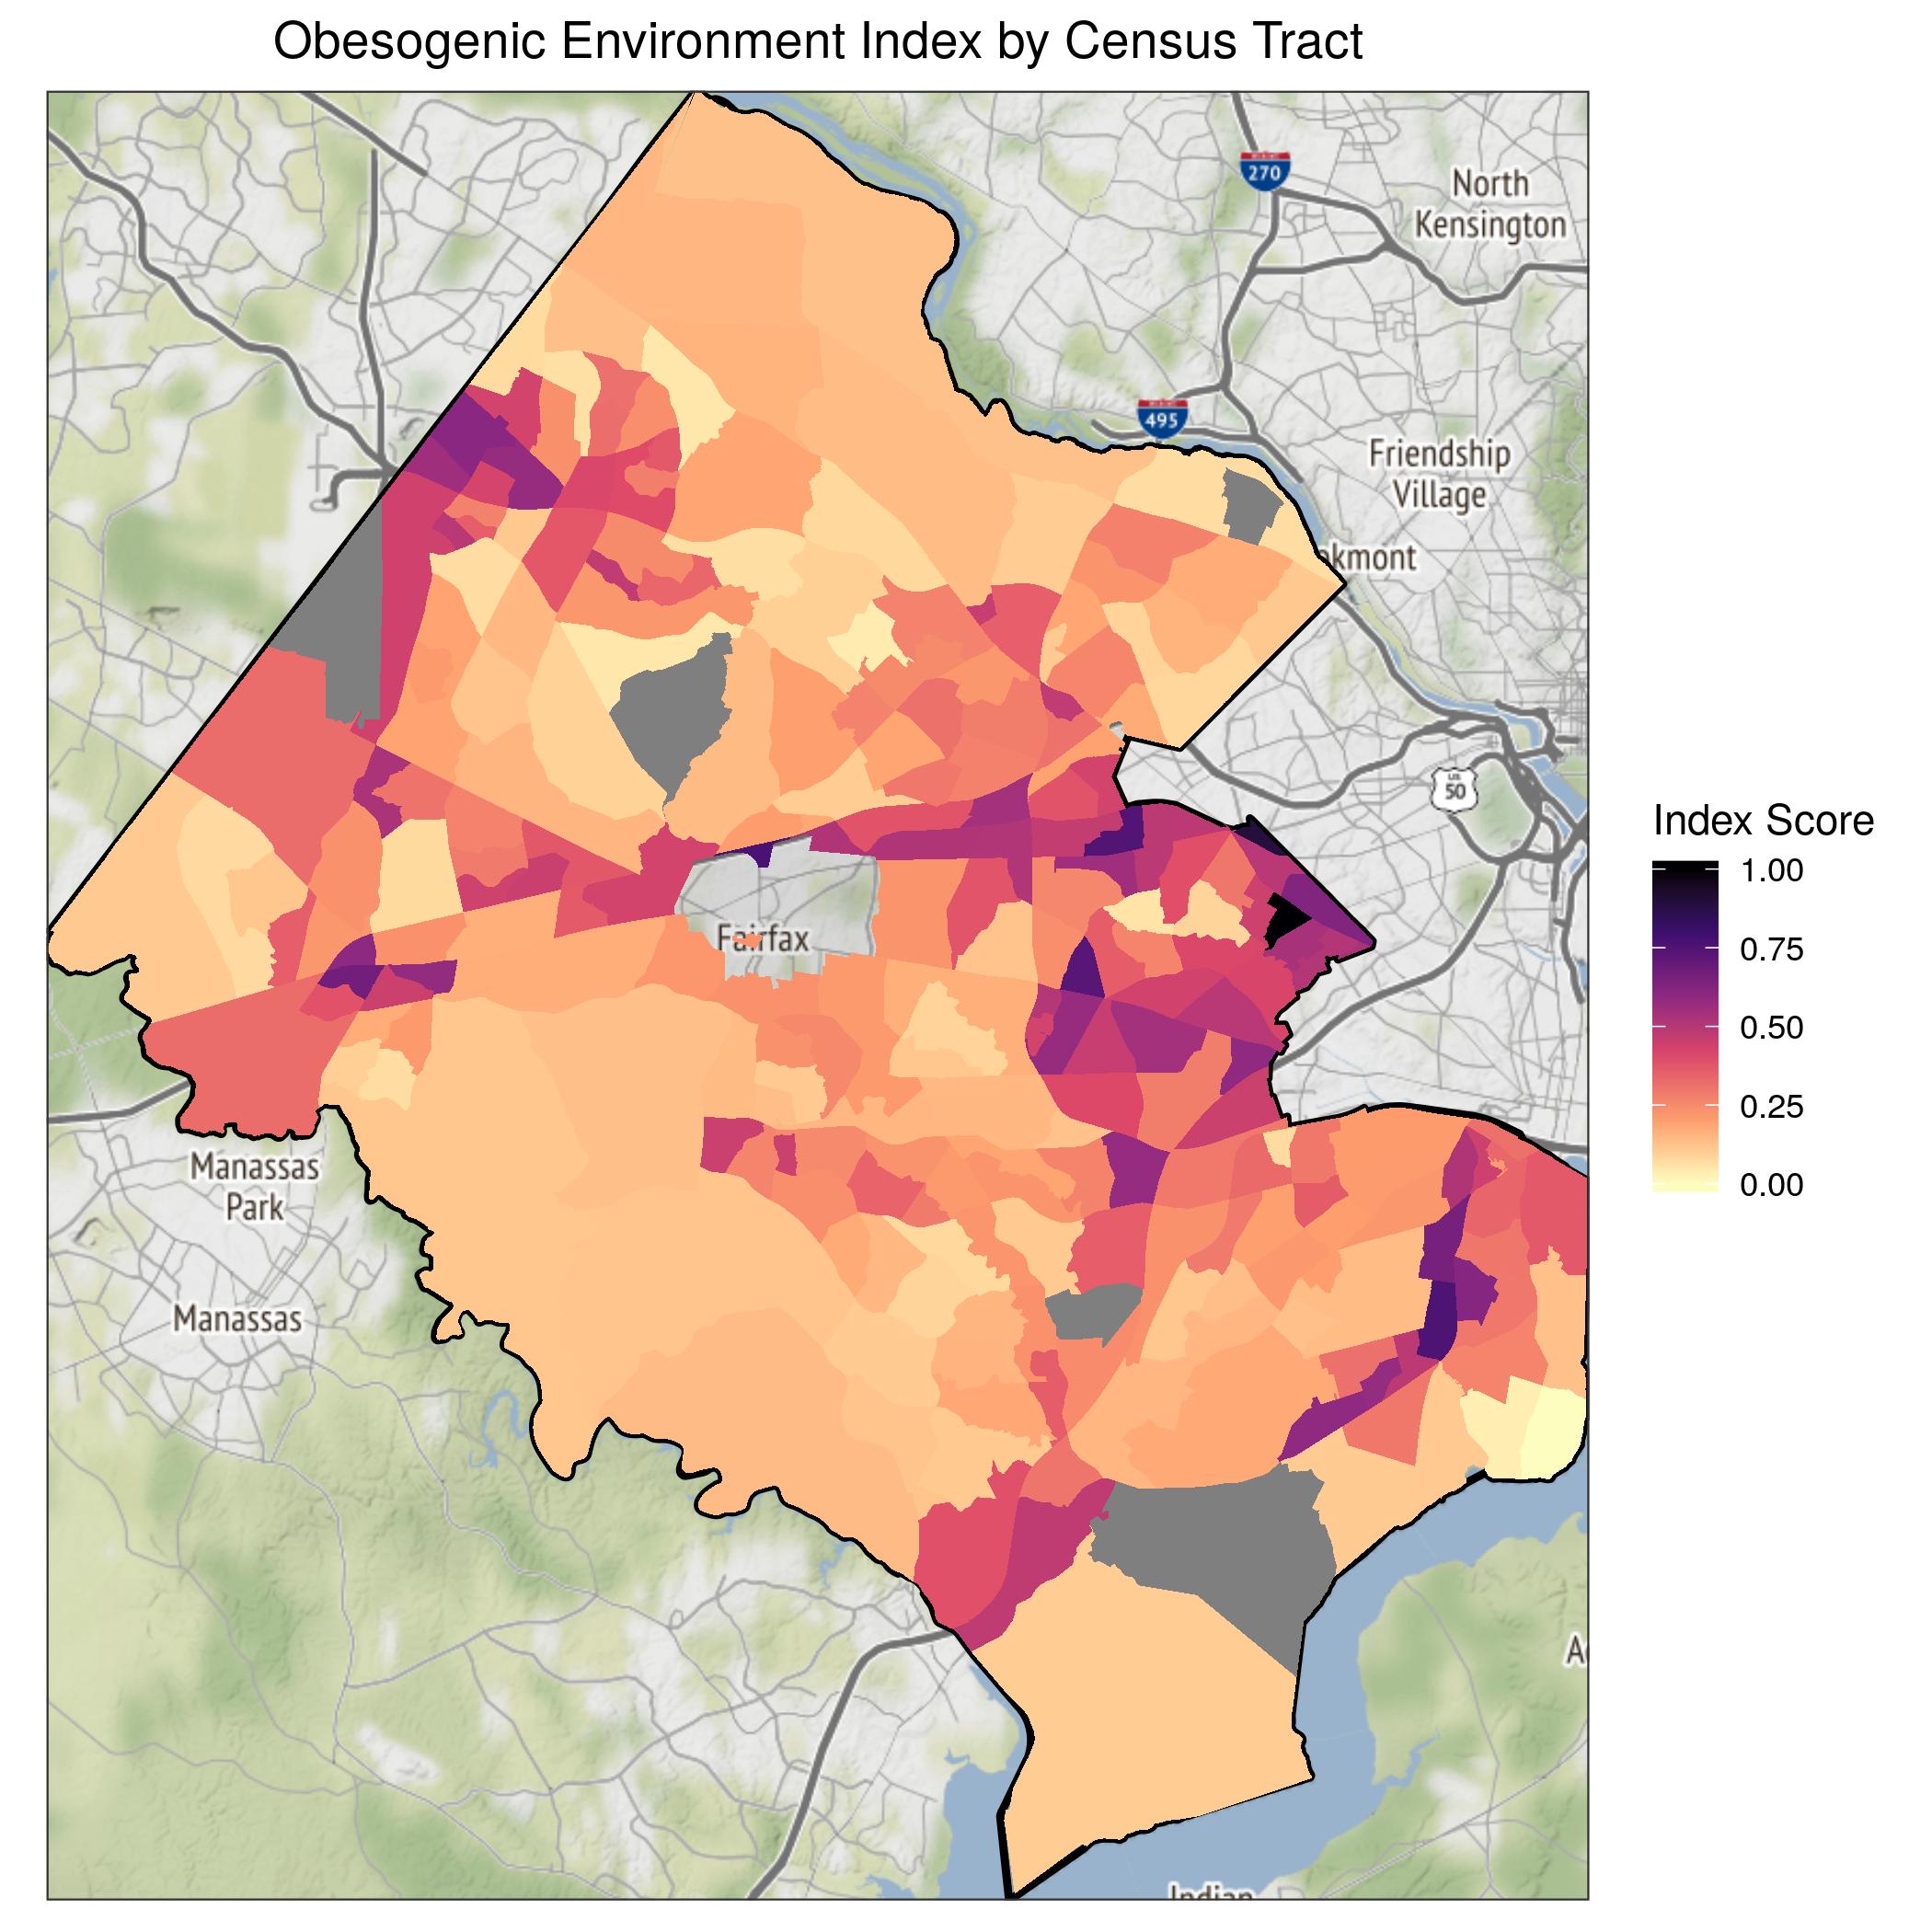 Obesogenic Environment Index by Census Tract
270
North
Kensington
495
Friendship
Village
okmont
US
50
Index Score
1.00
0.75
0.50
0.25
0.00
Fairfax
Manassas
Park
Manassas
Indian